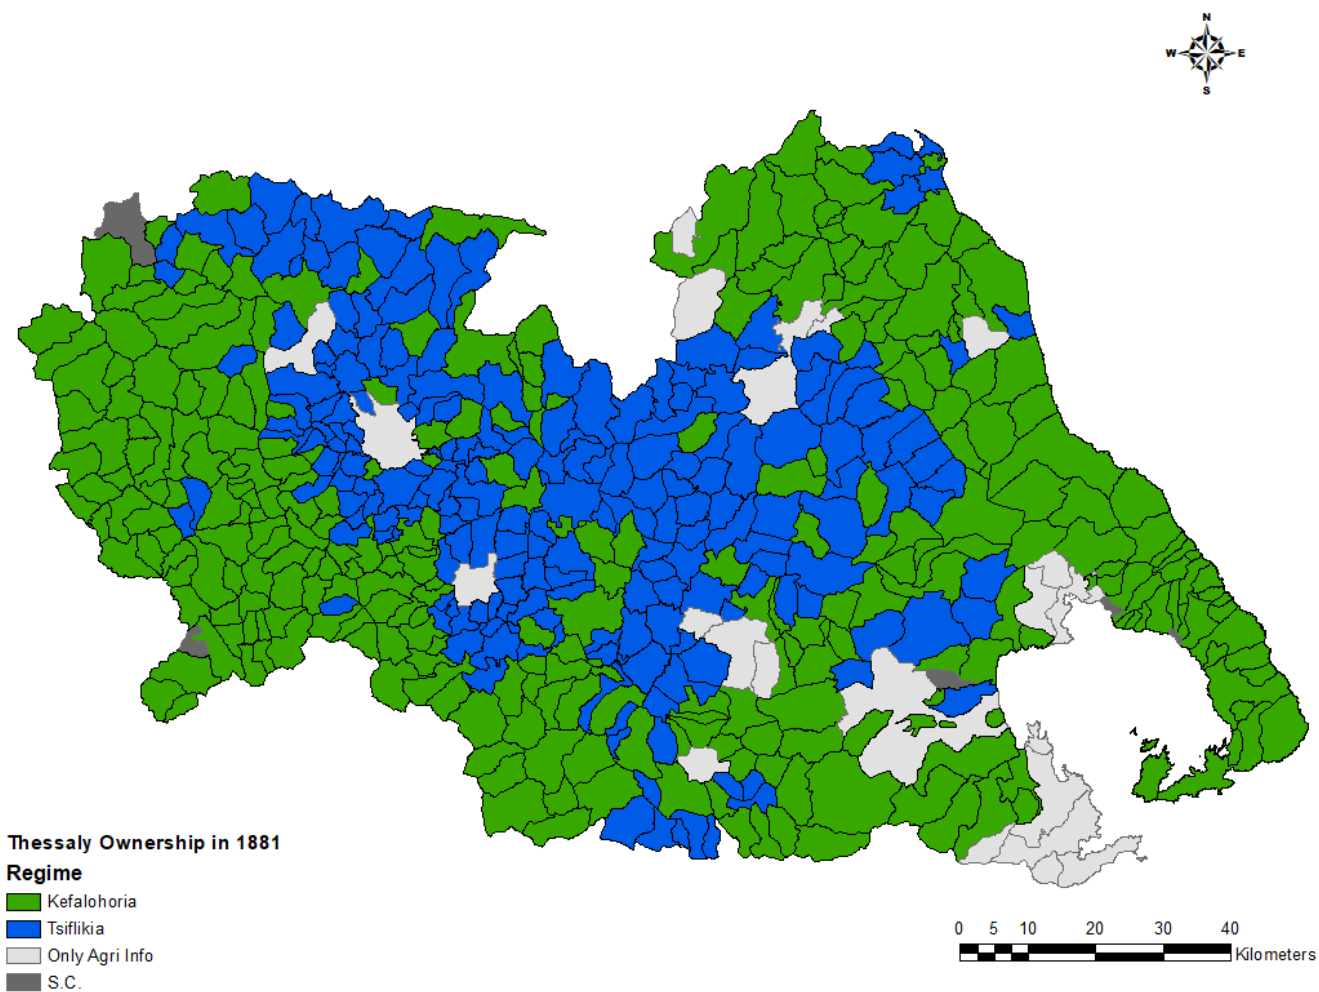 N
W E
S
Thessaly Ownership in 1881
Regime
Kefalohoria
Tsiflikia
Only Agri Info
S.C.
0 5 10 20 30 40
Kilometers